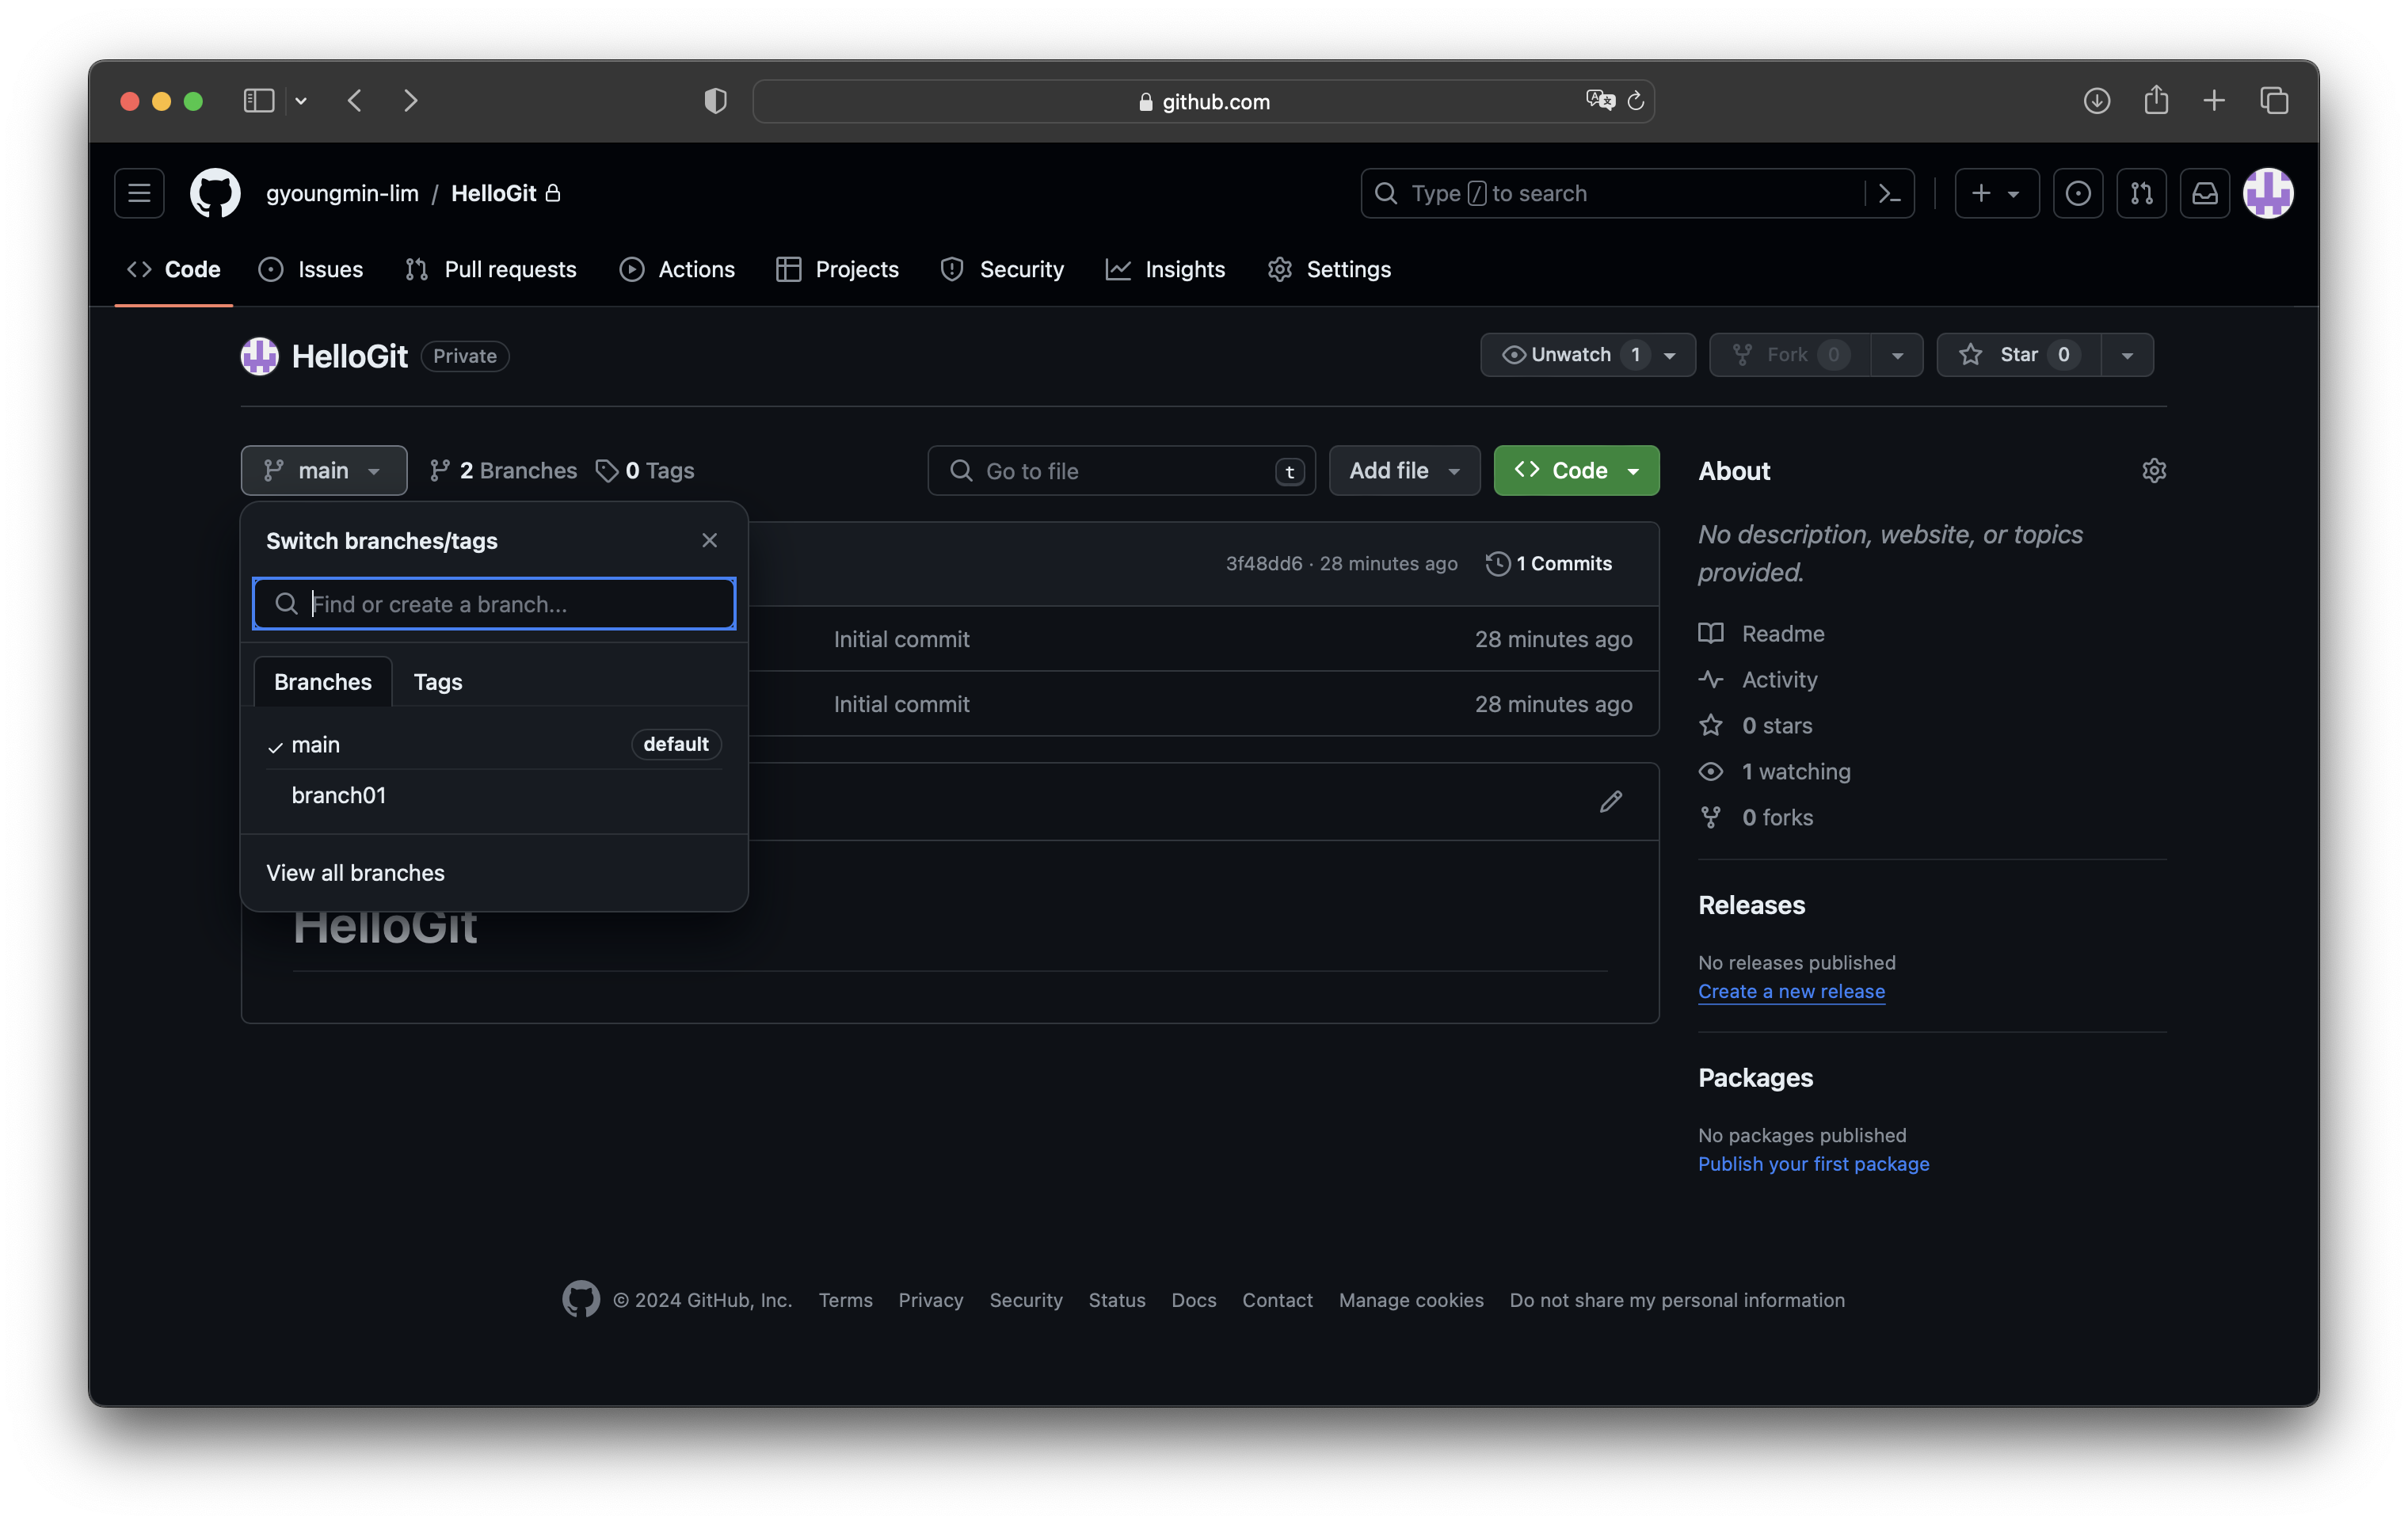 github.com
gyoungmin-lim / HelloGit
Type / to search
Code Issues Pull requests Actions Projects Security Insights Settings
HelloGit Private
Unwatch 1 Fork 0 Star 0
main 2 Branches 0 Tags
Go to file t Add file Code
Switch branches/tags
Find or create a branch...
Branches Tags
main default
branch01
View all branches
3f48dd6 · 28 minutes ago 1 Commits
Initial commit 28 minutes ago
Initial commit 28 minutes ago
HelloGit
About
No description, website, or topics
provided.
Readme
Activity
0 stars
1 watching
0 forks
Releases
No releases published
Create a new release
Packages
No packages published
Publish your first package
© 2024 GitHub, Inc. Terms Privacy Security Status Docs Contact Manage cookies Do not share my personal information